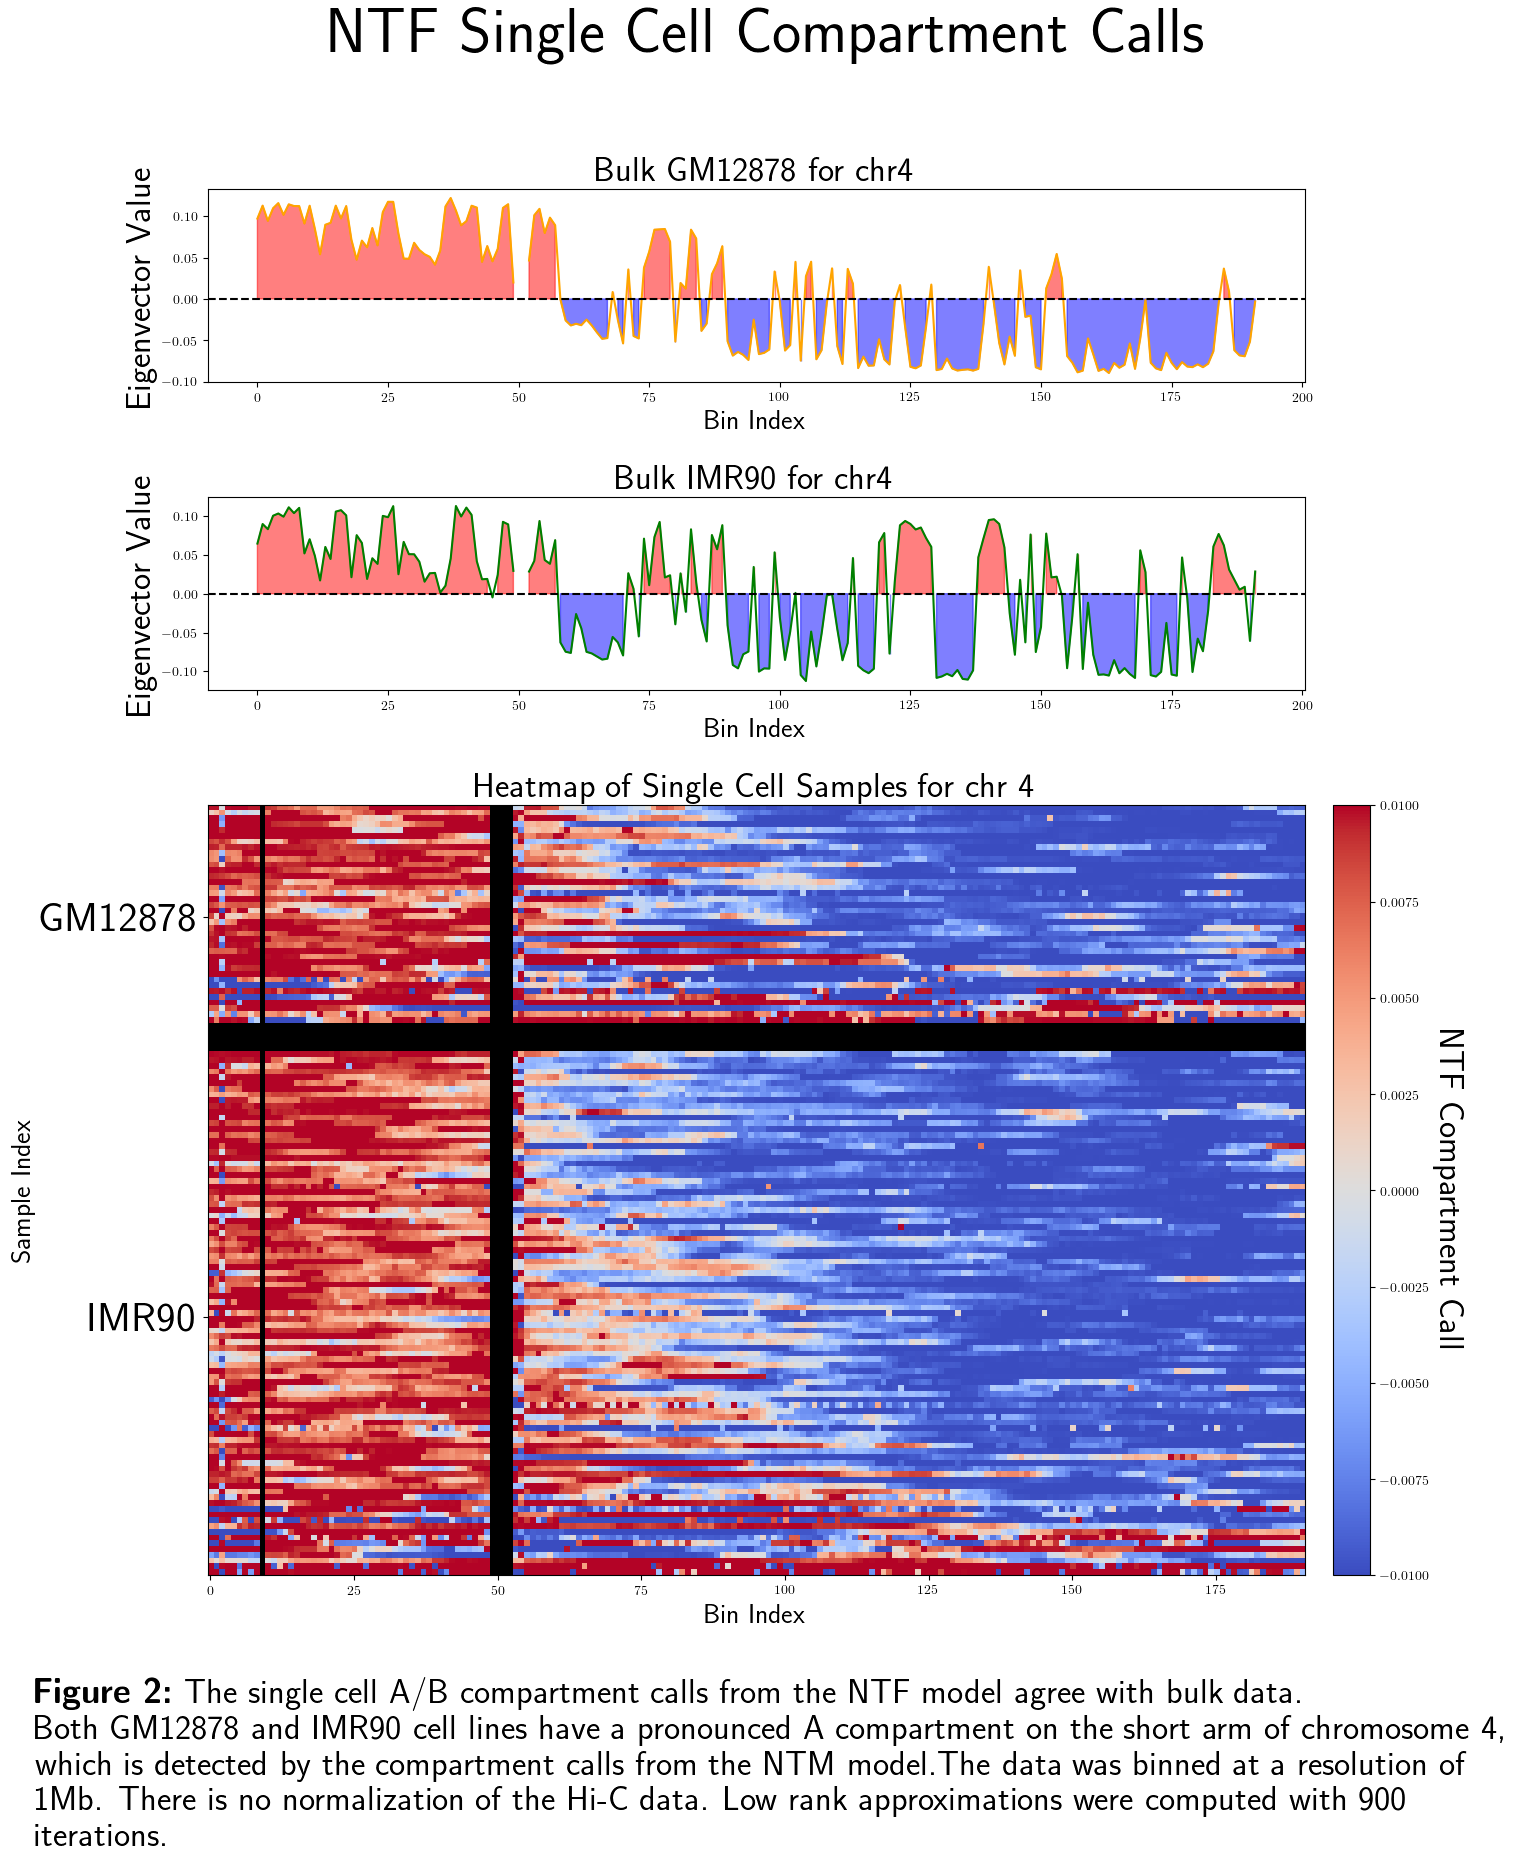 NTF Single Cell Compartment Calls
Bulk GM12878 for chr4
Eigenvector Value
0.10
0.05
0.00
−0.05
−0.10
0 25 50 75 100 125 150 175 200
Bin Index
Bulk IMR90 for chr4
Eigenvector Value
0.10
0.05
0.00
−0.05
−0.10
0 25 50 75 100 125 150 175 200
Bin Index
Heatmap of Single Cell Samples for chr 4
Sample Index
GM12878
IMR90
0 25 50 75 100 125 150 175
Bin Index
0.0100
0.0075
0.0050
0.0025
0.0000
−0.0025
−0.0050
−0.0075
−0.0100
NTF Compartment Call
Figure 2: The single cell A/B compartment calls from the NTF model agree with bulk data.
Both GM12878 and IMR90 cell lines have a pronounced A compartment on the short arm of chromosome 4,
which is detected by the compartment calls from the NTM model.The data was binned at a resolution of
1Mb. There is no normalization of the Hi-C data. Low rank approximations were computed with 900
iterations.